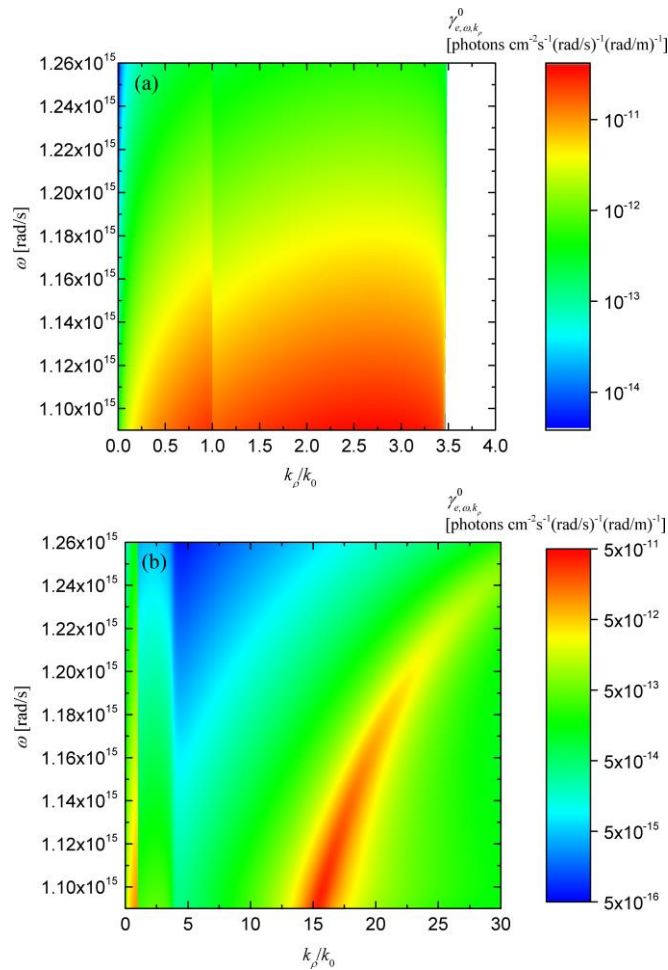 γ⁰ₑ,ω,kρ
[photons cm⁻²s⁻¹(rad/s)⁻¹(rad/m)⁻¹]
(a)
1.26x10¹⁵
1.24x10¹⁵
1.22x10¹⁵
1.20x10¹⁵
1.18x10¹⁵
1.16x10¹⁵
1.14x10¹⁵
1.12x10¹⁵
1.10x10¹⁵
ω [rad/s]
0.0 0.5 1.0 1.5 2.0 2.5 3.0 3.5 4.0
kρ/k₀
10⁻¹¹
10⁻¹²
10⁻¹³
10⁻¹⁴
γ⁰ₑ,ω,kρ
[photons cm⁻²s⁻¹(rad/s)⁻¹(rad/m)⁻¹]
(b)
1.26x10¹⁵
1.24x10¹⁵
1.22x10¹⁵
1.20x10¹⁵
1.18x10¹⁵
1.16x10¹⁵
1.14x10¹⁵
1.12x10¹⁵
1.10x10¹⁵
ω [rad/s]
0 5 10 15 20 25 30
kρ/k₀
5x10⁻¹¹
5x10⁻¹²
5x10⁻¹³
5x10⁻¹⁴
5x10⁻¹⁵
5x10⁻¹⁶